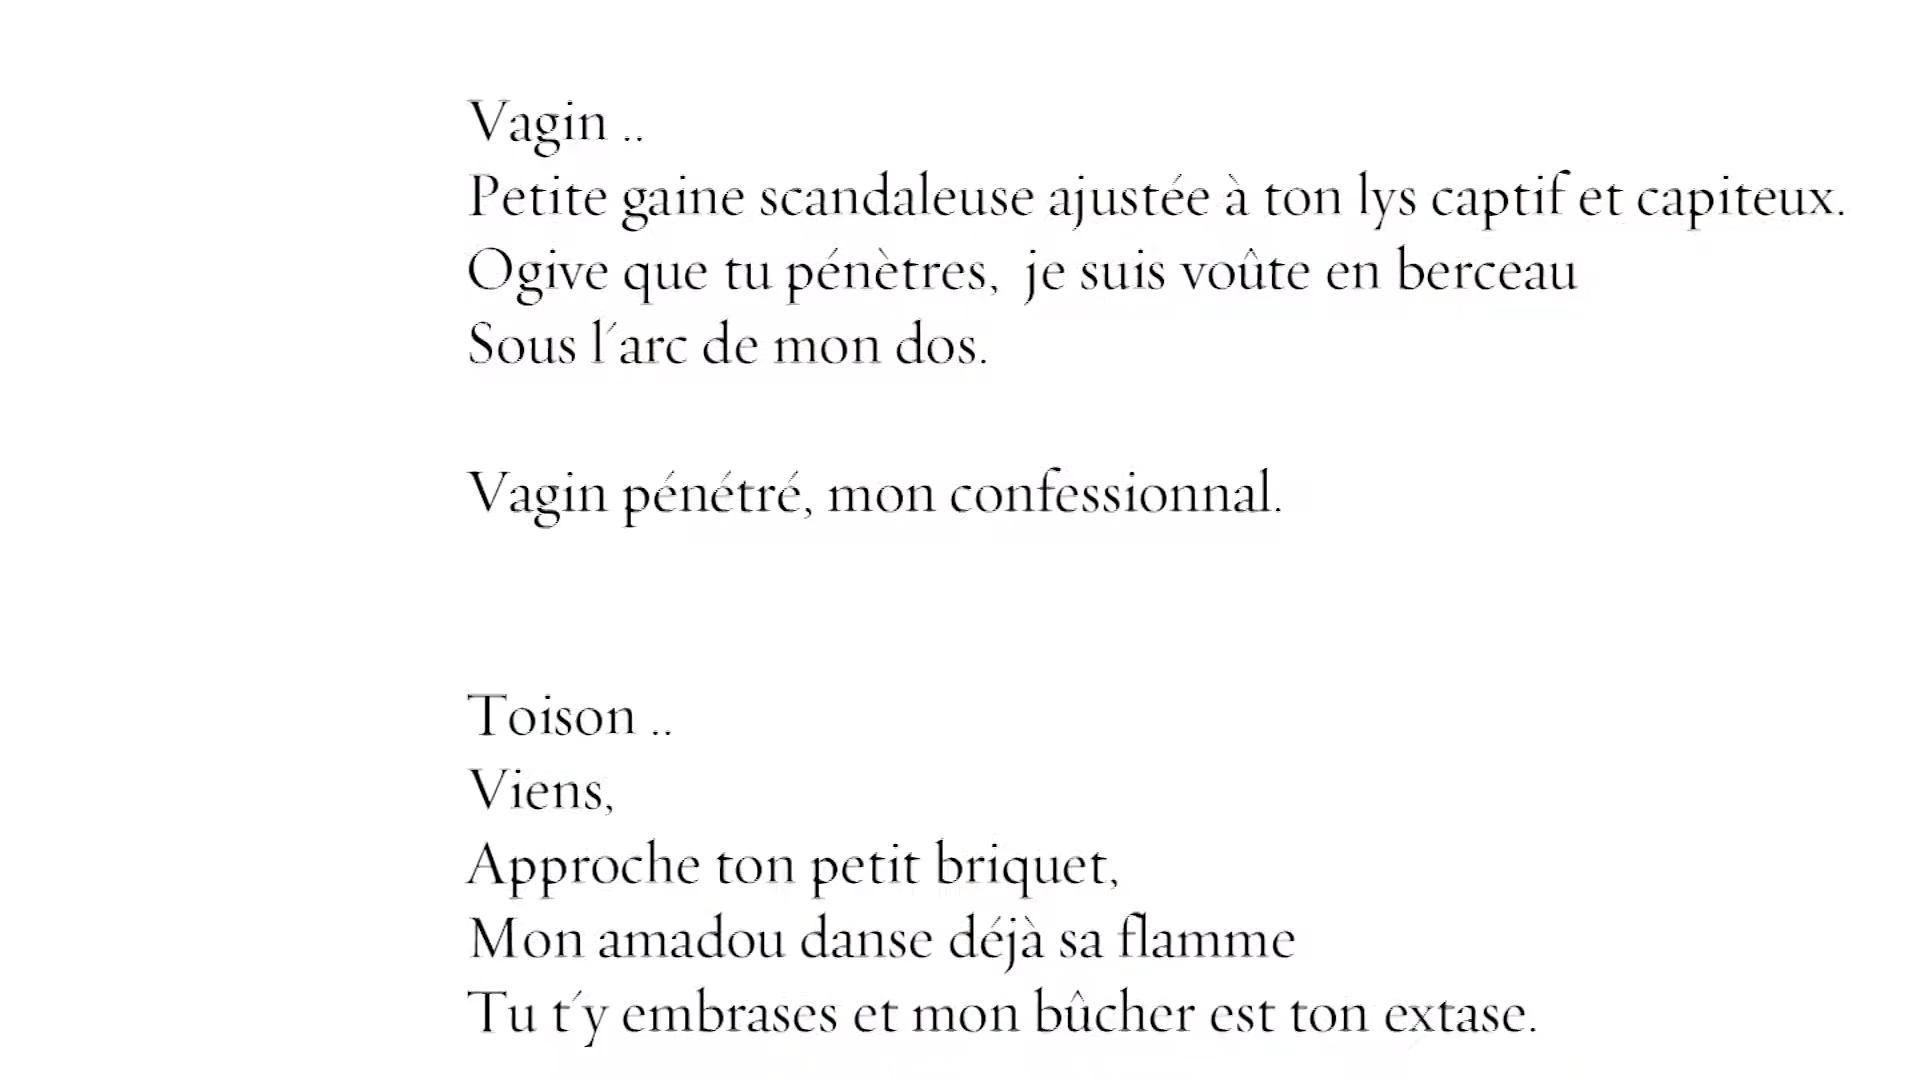 Vagin ..
Petite gaine scandaleuse ajustée à ton lys captif et capiteux.
Ogive que tu pénètres,  je suis voûte en berceau
Sous l´arc de mon dos.
Vagin pénétré, mon confessionnal.
Toison ..
Viens,
Approche ton petit briquet,
Mon amadou danse déjà sa flamme
Tu t´y embrases et mon bûcher est ton extase.